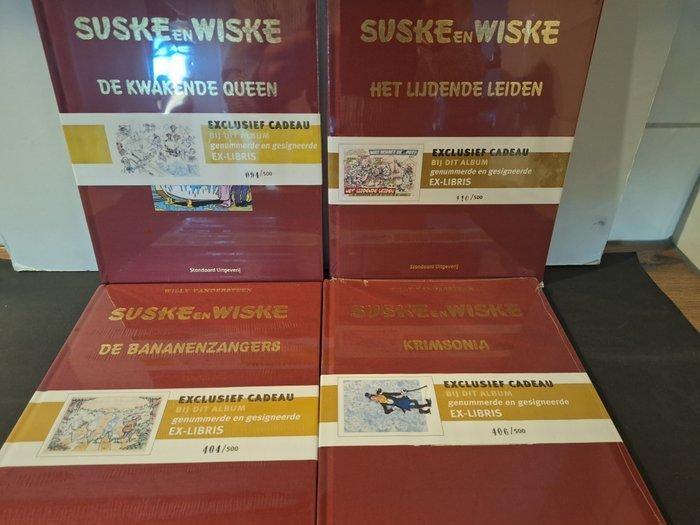 SUSKE EN WISKE
DE KWAKENDE QUEEN
EXCLUSIEF CADEAU
BIJ DIT ALBUM
genummerde en gesigneerde
EX-LIBRIS
094/500
Standaard Uitgeverij
SUSKE EN WISKE
HET LIJDENDE LEIDEN
HET LIJDENDE LEIDEN
EXCLUSIEF CADEAU
BIJ DIT ALBUM
genummerde en gesigneerde
EX-LIBRIS
110/500
Standaard Uitgeverij
WILLY VANDERSTEEN
SUSKE EN WISKE
DE BANANENZANGERS
EXCLUSIEF CADEAU
BIJ DIT ALBUM
genummerde en gesigneerde
EX-LIBRIS
404/500
WILLY VANDERSTEEN
SUSKE EN WISKE
KRIMSONIA
EXCLUSIEF CADEAU
BIJ DIT ALBUM
genummerde en gesigneerde
EX-LIBRIS
406/500